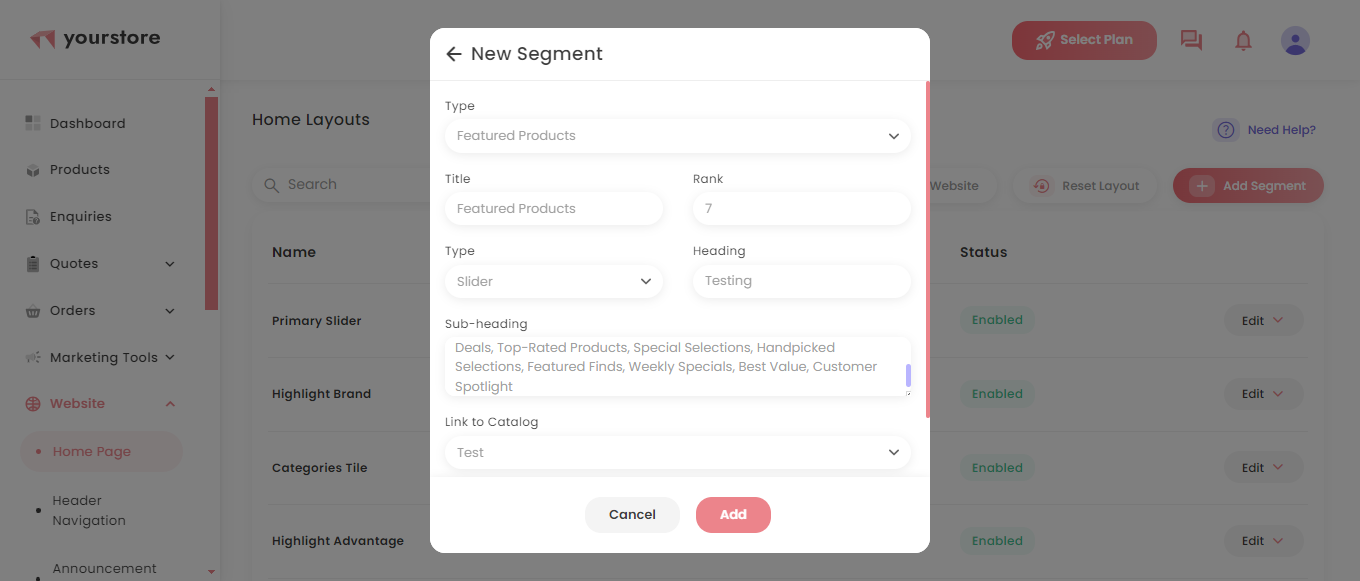 yourstore
Select Plan
Dashboard
Products
Enquiries
Quotes
Orders
Marketing Tools
Website
Home Page
Header
Navigation
Announcement
Home Layouts
Need Help?
Search
Website
Reset Layout
Add Segment
Name
Status
Primary Slider
Enabled
Edit
Highlight Brand
Enabled
Edit
Categories Tile
Enabled
Edit
Highlight Advantage
Enabled
Edit
New Segment
Type
Featured Products
Title
Rank
Featured Products
7
Type
Heading
Slider
Testing
Sub-heading
Deals, Top-Rated Products, Special Selections, Handpicked
Selections, Featured Finds, Weekly Specials, Best Value, Customer
Spotlight
Link to Catalog
Test
Cancel
Add